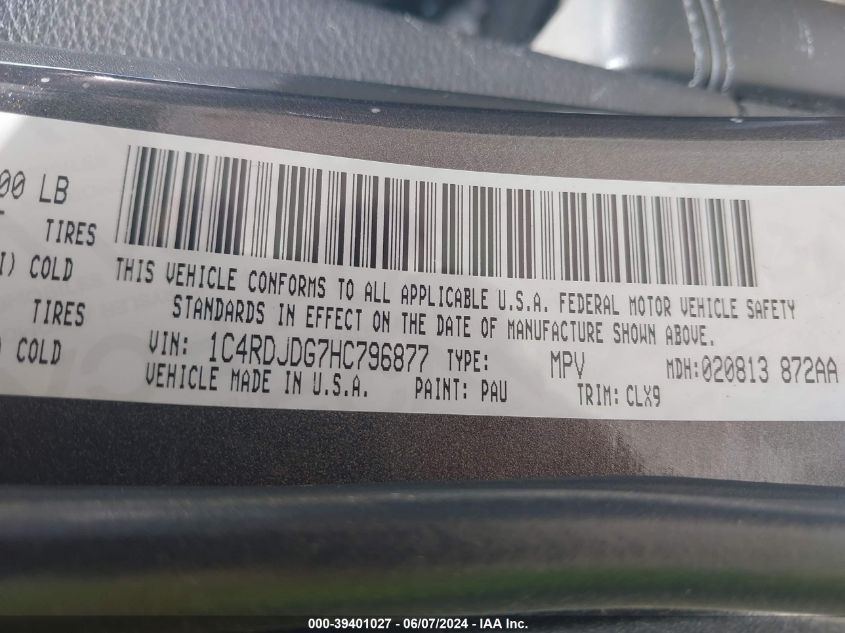 00 LB
TIRES
I) COLD
TIRES
) COLD
THIS VEHICLE CONFORMS TO ALL APPLICABLE U.S.A. FEDERAL MOTOR VEHICLE SAFETY
STANDARDS IN EFFECT ON THE DATE OF MANUFACTURE SHOWN ABOVE.
VIN: 1C4RDJDG7HC796877 TYPE: MPV MDH:020813 872AA
VEHICLE MADE IN U.S.A. PAINT: PAU TRIM: CLX9
000-39401027 - 06/07/2024 - IAA Inc.